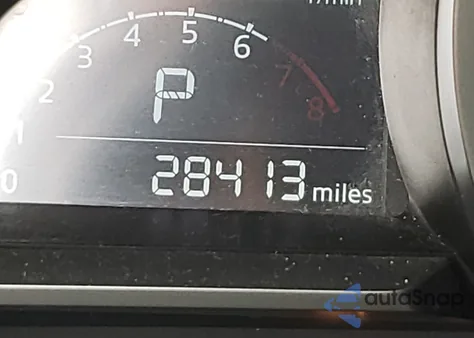 r/min
0 1 2 3 4 5 6 7 8
P
28413 miles
autoSnap